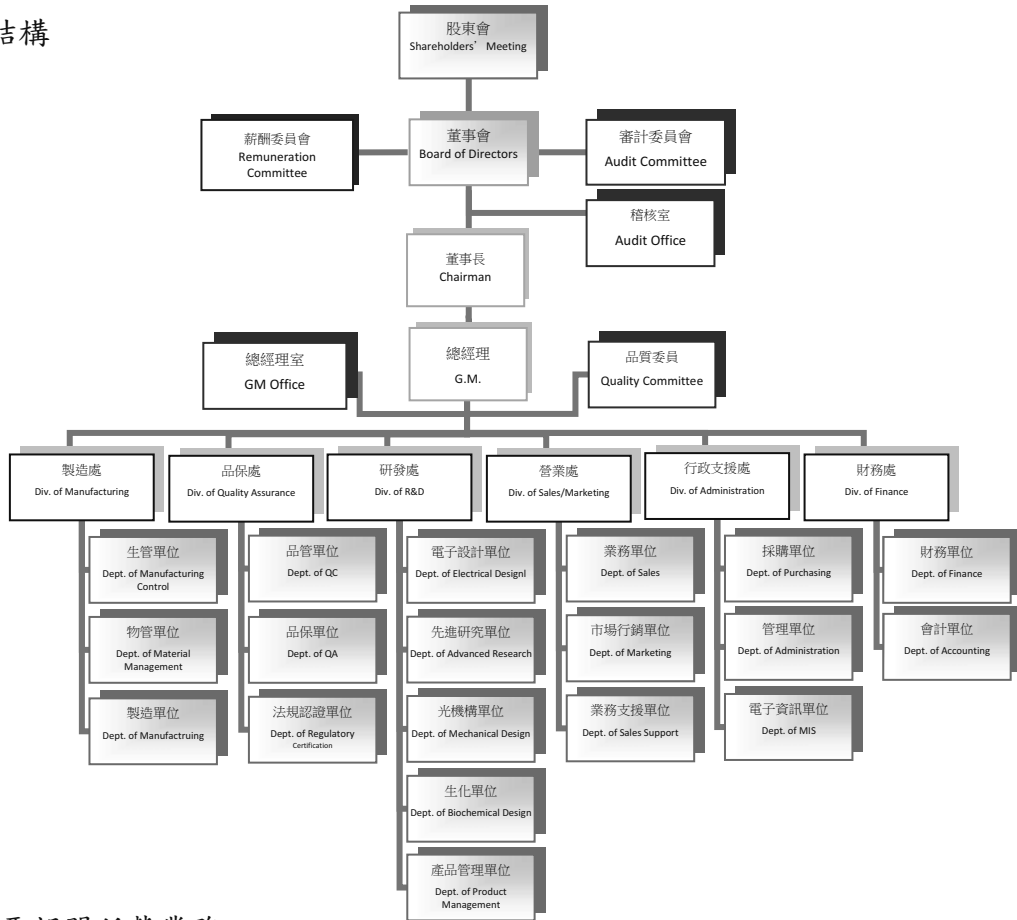 結構
股東會
Shareholders’ Meeting
薪酬委員會
Remuneration
Committee
董事會
Board of Directors
審計委員會
Audit Committee
稽核室
Audit Office
董事長
Chairman
總經理室
GM Office
總經理
G.M.
品質委員
Quality Committee
製造處
Div. of Manufacturing
品保處
Div. of Quality Assurance
研發處
Div. of R&D
營業處
Div. of Sales/Marketing
行政支援處
Div. of Administration
財務處
Div. of Finance
生管單位
Dept. of Manufacturing
Control
物管單位
Dept. of Material
Management
製造單位
Dept. of Manufactruing
品管單位
Dept. of QC
品保單位
Dept. of QA
法規認證單位
Dept. of Regulatory
Certification
電子設計單位
Dept. of Electrical Designl
先進研究單位
Dept. of Advanced Research
光機構單位
Dept. of Mechanical Design
生化單位
Dept. of Biochemical Design
產品管理單位
Dept. of Product
Management
業務單位
Dept. of Sales
市場行銷單位
Dept. of Marketing
業務支援單位
Dept. of Sales Support
採購單位
Dept. of Purchasing
管理單位
Dept. of Administration
電子資訊單位
Dept. of MIS
財務單位
Dept. of Finance
會計單位
Dept. of Accounting